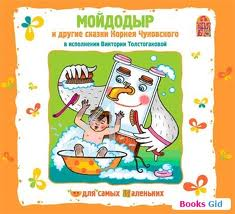 МОЙДОДЫР
и другие сказки Корнея Чуковского
в исполнении Виктории Толстогановой
для самых маленьких
Books Gid